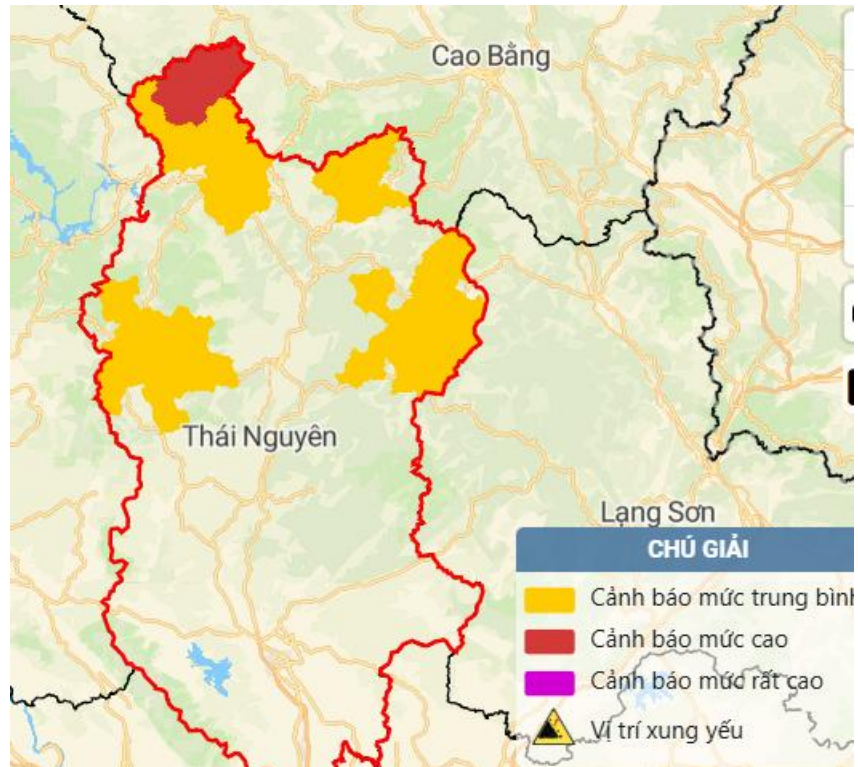 Cao Bằng
Thái Nguyên
Lạng Sơn
CHÚ GIẢI
Cảnh báo mức trung bình
Cảnh báo mức cao
Cảnh báo mức rất cao
Vị trí xung yếu